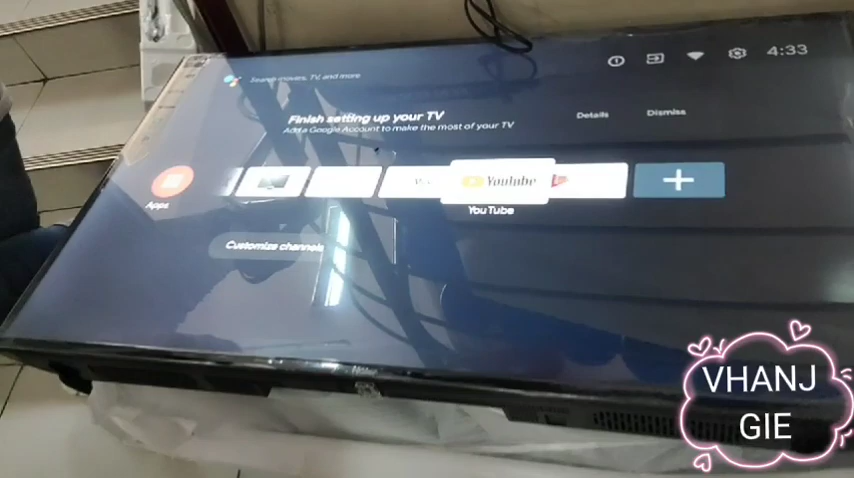 4:33
Search movies, TV, and more
Finish setting up your TV
Add a Google Account to make the most of your TV
Details
Dismiss
YouTube
Apps
YouTube
Customize channels
VHANJ
GIE